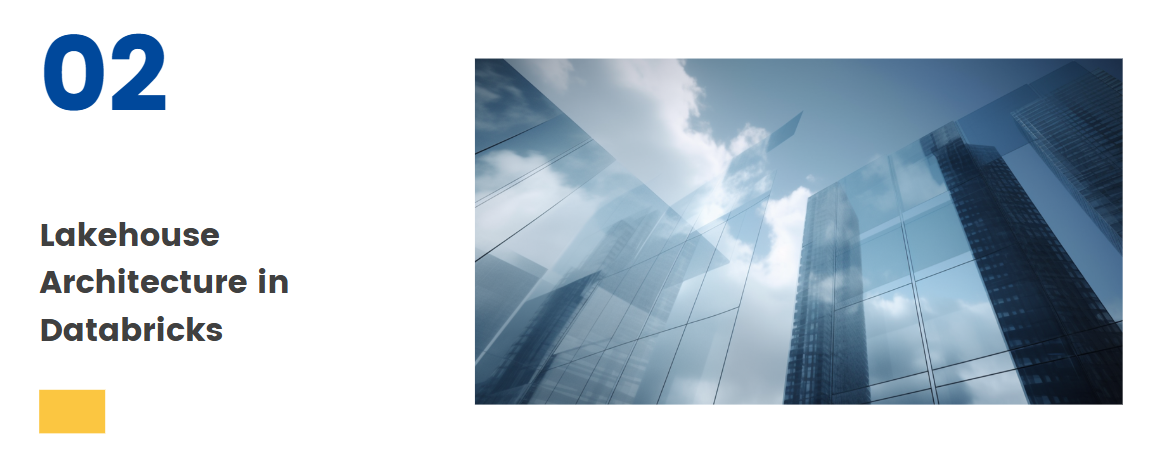 02
Lakehouse
Architecture in
Databricks